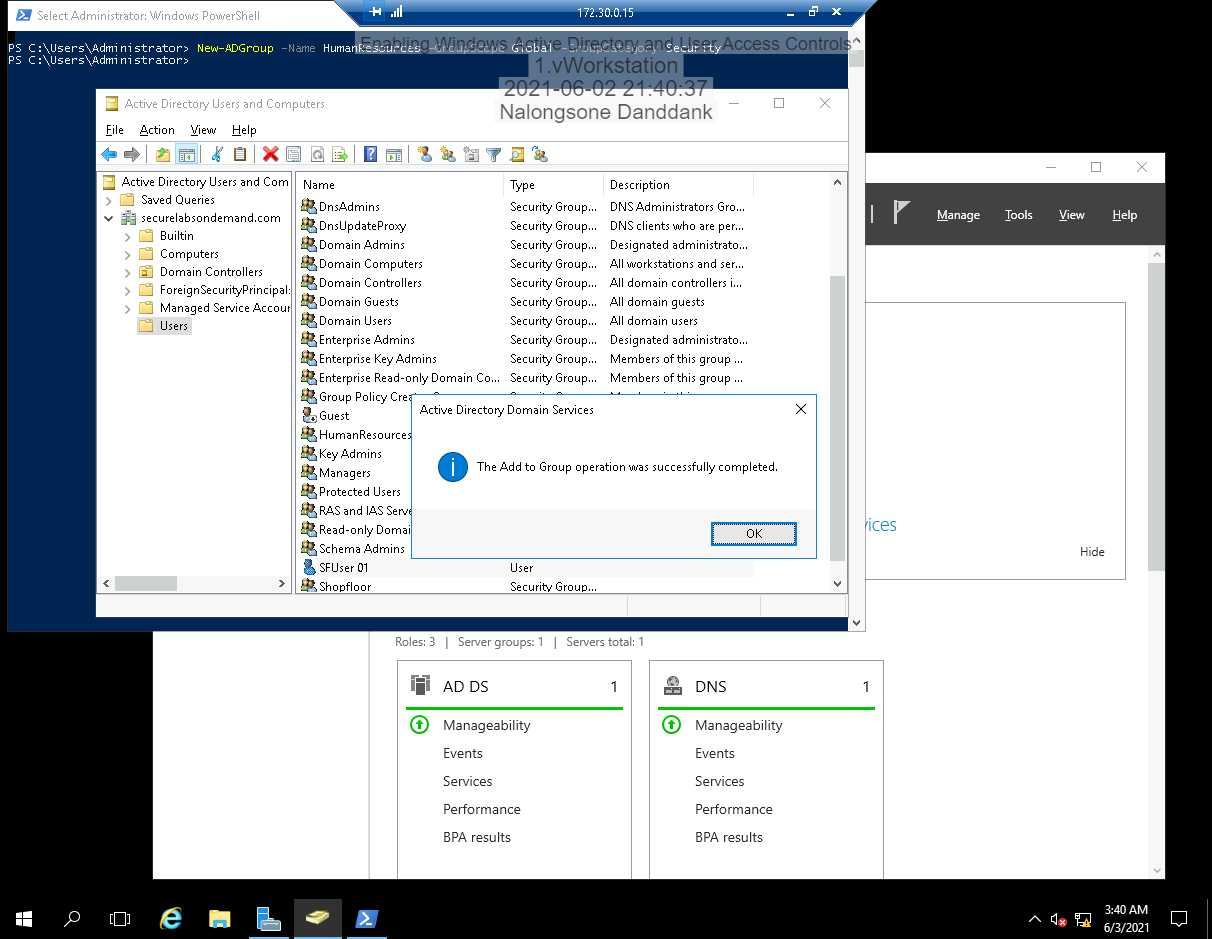 Select Administrator: Windows PowerShell
172.30.0.15
PS C:\Users\Administrator> New-ADGroup -Name HumanResources -GroupScope Global -GroupCategory Security
PS C:\Users\Administrator>
Enabling Windows Active Directory and User Access Controls
1.vWorkstation
2021-06-02 21:40:37
Nalongsone Danddank
Active Directory Users and Computers
File Action View Help
Active Directory Users and Com
Saved Queries
securelabsondemand.com
Builtin
Computers
Domain Controllers
ForeignSecurityPrincipal:
Managed Service Accour
Users
Name Type Description
DnsAdmins Security Group... DNS Administrators Gro...
DnsUpdateProxy Security Group... DNS clients who are per...
Domain Admins Security Group... Designated administrato...
Domain Computers Security Group... All workstations and ser...
Domain Controllers Security Group... All domain controllers i...
Domain Guests Security Group... All domain guests
Domain Users Security Group... All domain users
Enterprise Admins Security Group... Designated administrato...
Enterprise Key Admins Security Group... Members of this group ...
Enterprise Read-only Domain Co... Security Group... Members of this group ...
Group Policy Crea
Guest
HumanResources
Key Admins
Managers
Protected Users
RAS and IAS Serve
Read-only Domai
Schema Admins
SFUser 01 User
Shopfloor Security Group...
Active Directory Domain Services
The Add to Group operation was successfully completed.
OK
Manage Tools View Help
vices
Hide
Roles: 3 | Server groups: 1 | Servers total: 1
AD DS 1
Manageability
Events
Services
Performance
BPA results
DNS 1
Manageability
Events
Services
Performance
BPA results
3:40 AM
6/3/2021